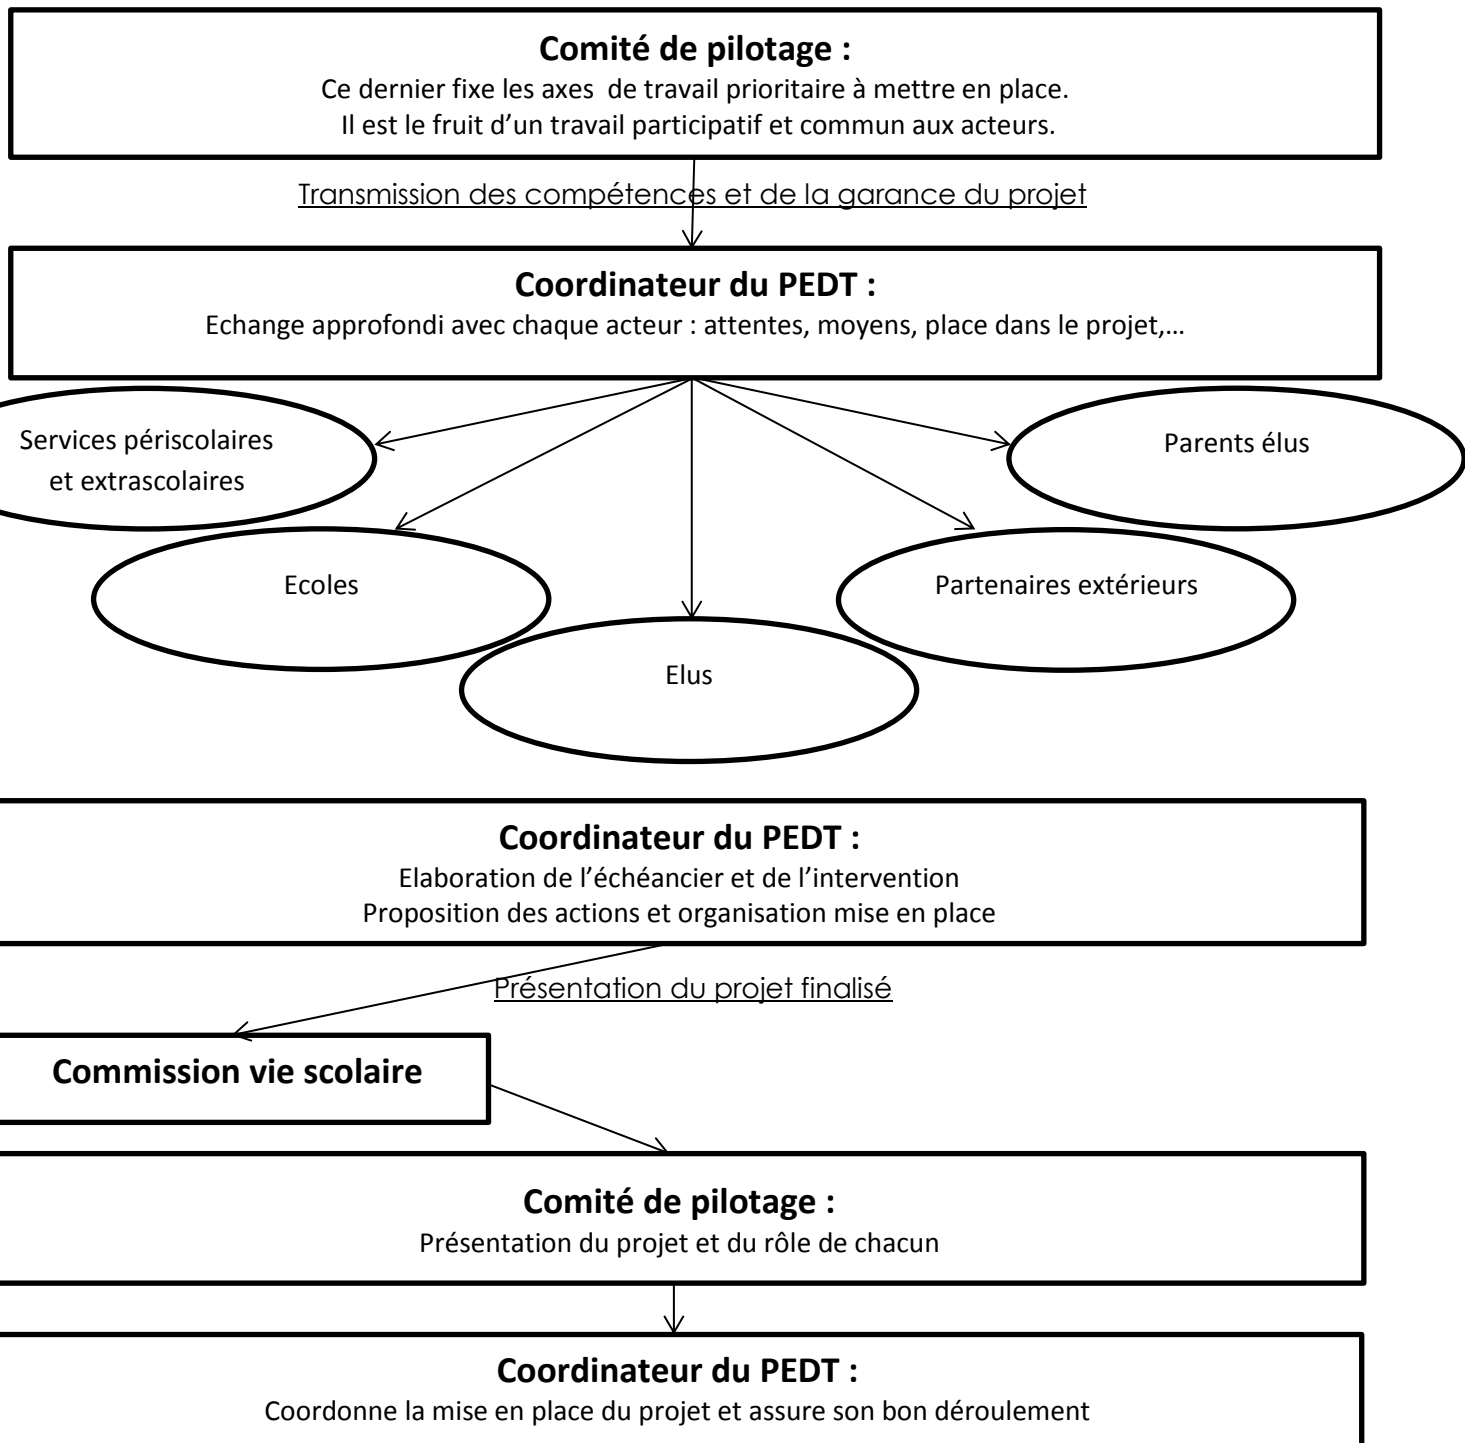 Comité de pilotage :
Ce dernier fixe les axes de travail prioritaire à mettre en place.
Il est le fruit d’un travail participatif et commun aux acteurs.
Transmission des compétences et de la garance du projet
Coordinateur du PEDT :
Echange approfondi avec chaque acteur : attentes, moyens, place dans le projet,…
Services périscolaires
et extrascolaires
Parents élus
Ecoles
Partenaires extérieurs
Elus
Coordinateur du PEDT :
Elaboration de l’échéancier et de l’intervention
Proposition des actions et organisation mise en place
Présentation du projet finalisé
Commission vie scolaire
Comité de pilotage :
Présentation du projet et du rôle de chacun
Coordinateur du PEDT :
Coordonne la mise en place du projet et assure son bon déroulement